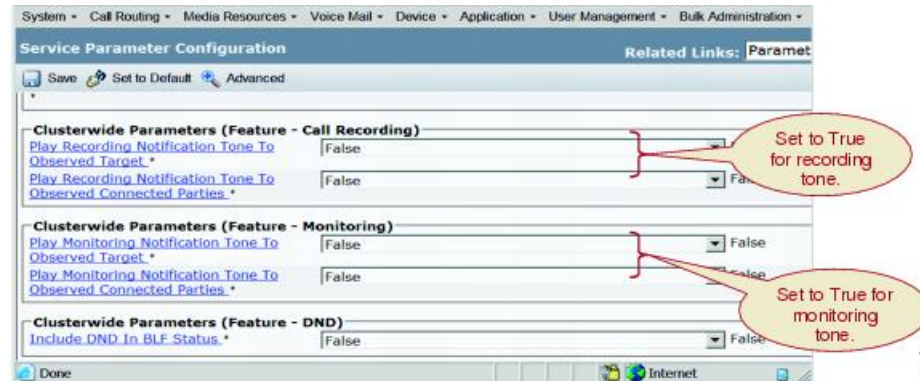 System Call Routing Media Resources Voice Mail Device Application User Management Bulk Administration
Service Parameter Configuration
Related Links: Paramet
Save Set to Default Advanced
*
Clusterwide Parameters (Feature - Call Recording)
Play Recording Notification Tone To
Observed Target *
False
Play Recording Notification Tone To
Observed Connected Parties *
False
Fa
Set to True
for recording
tone.
Clusterwide Parameters (Feature - Monitoring)
Play Monitoring Notification Tone To
Observed Target *
False
False
Play Monitoring Notification Tone To
Observed Connected Parties *
False
False
Set to True for
monitoring
tone.
Clusterwide Parameters (Feature - DND)
Include DND In BLF Status *
False
False
Done
Internet